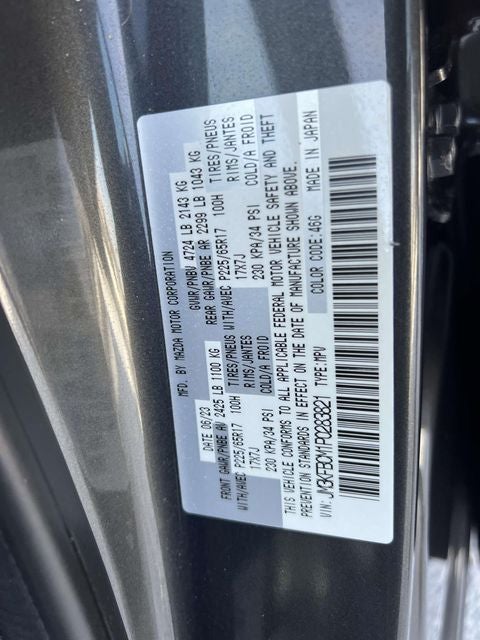 MFD. BY MAZDA MOTOR CORPORATION
DATE 06/23 GVWR/PNBV 4724 LB 2143 KG
FRONT GAWR/PNBE AV 2425 LB 1100 KG REAR GAWR/PNBE AR 2299 LB 1043 KG
WITH/AVEC P225/65R17 100H TIRES/PNEUS WITH/AVEC P225/65R17 100H TIRES/PNEUS
17X7J RIMS/JANTES 17X7J RIMS/JANTES
230 KPA/34 PSI COLD/A FROID 230 KPA/34 PSI COLD/A FROID
THIS VEHICLE CONFORMS TO ALL APPLICABLE FEDERAL MOTOR VEHICLE SAFETY AND THEFT
PREVENTION STANDARDS IN EFFECT ON THE DATE OF MANUFACTURE SHOWN ABOVE.
TYPE: MPV COLOR CODE: 46G MADE IN JAPAN
VIN: JM3KFBCM1P0283821